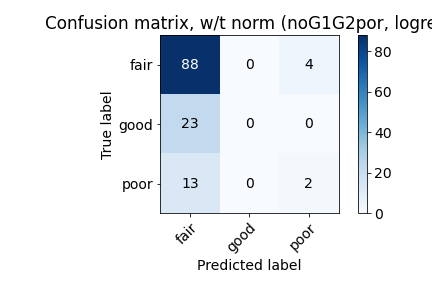 Confusion matrix, w/t norm (noG1G2por, logre
fair 88 0 4
good 23 0 0
poor 13 0 2
fair good poor
True label
Predicted label
80
60
40
20
0